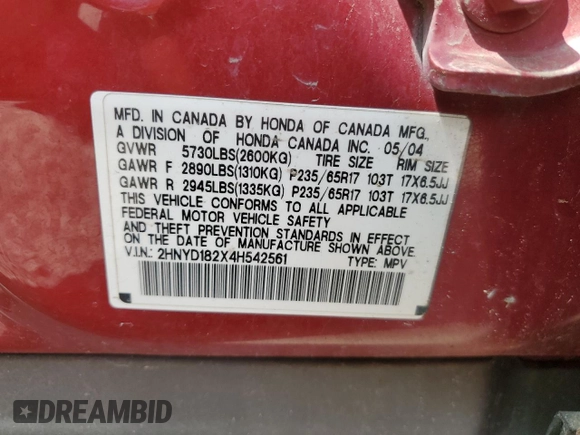 MFD. IN CANADA BY HONDA OF CANADA MFG.,
A DIVISION OF HONDA CANADA INC. 05/04
GVWR 5730LBS(2600KG) TIRE SIZE RIM SIZE
GAWR F 2890LBS(1310KG) P235/65R17 103T 17X6.5JJ
GAWR R 2945LBS(1335KG) P235/65R17 103T 17X6.5JJ
THIS VEHICLE CONFORMS TO ALL APPLICABLE
FEDERAL MOTOR VEHICLE SAFETY
AND THEFT PREVENTION STANDARDS IN EFFECT
ON THE DATE OF MANUFACTURE SHOWN ABOVE.
V.I.N.: 2HNYD182X4H542561 TYPE: MPV
DREAMBID